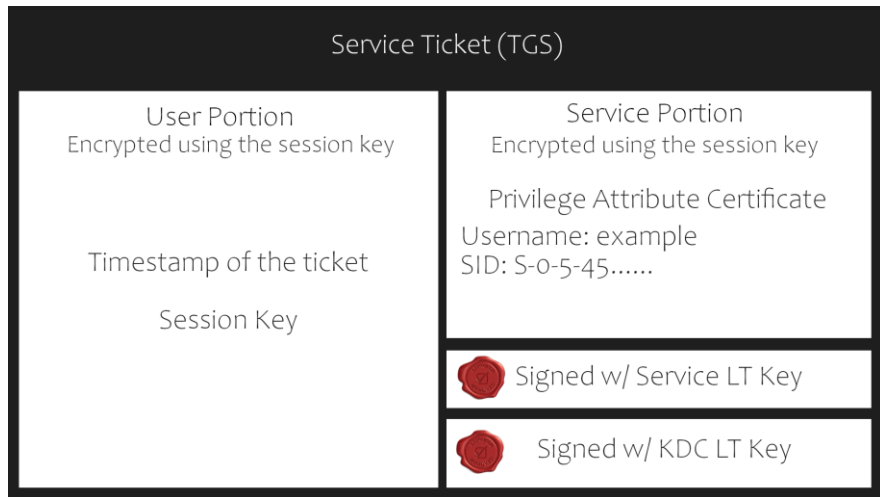 Service Ticket (TGS)
User Portion
Encrypted using the session key
Timestamp of the ticket
Session Key
Service Portion
Encrypted using the session key
Privilege Attribute Certificate
Username: example
SID: S-0-5-45......
Signed w/ Service LT Key
Signed w/ KDC LT Key